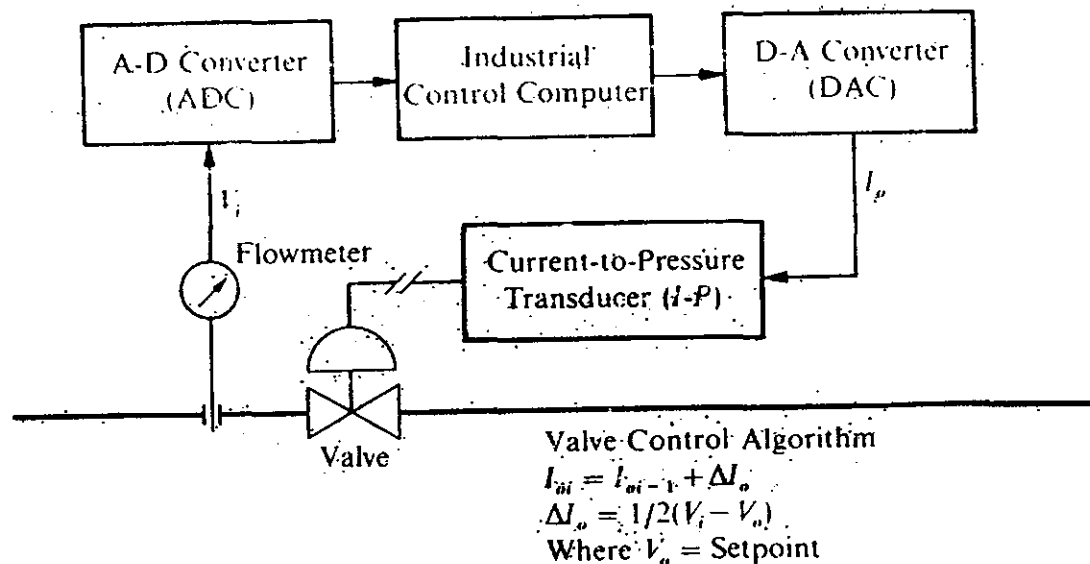 A-D Converter
(ADC)
Industrial
Control Computer
D-A Converter
(DAC)
V_i
I_o
Flowmeter
Current-to-Pressure
Transducer (I-P)
Valve
Valve Control Algorithm
I_oi = I_oi-1 + ΔI_o
ΔI_o = 1/2(V_i − V_o)
Where V_o = Setpoint